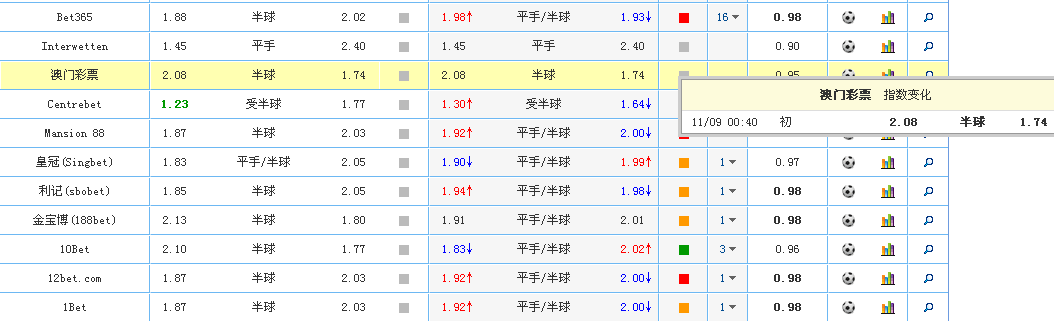 Bet365 1.88 半球 2.02 1.98↑ 平手/半球 1.93↓ 16 0.98
Interwetten 1.45 平手 2.40 1.45 平手 2.40 0.90
澳门彩票 2.08 半球 1.74 2.08 半球 1.74 0.95
澳门彩票 指数变化
Centrebet 1.23 受半球 1.77 1.30↑ 受半球 1.64↓
11/09 00:40 初 2.08 半球 1.74
Mansion 88 1.87 半球 2.03 1.92↑ 平手/半球 2.00↓
皇冠(Singbet) 1.83 平手/半球 2.05 1.90↓ 平手/半球 1.99↑ 1 0.97
利记(sbobet) 1.85 半球 2.05 1.94↑ 平手/半球 1.98↓ 1 0.98
金宝博(188bet) 2.13 半球 1.80 1.91 平手/半球 2.01 1 0.98
10Bet 2.10 半球 1.77 1.83↓ 平手/半球 2.02↑ 3 0.96
12bet.com 1.87 半球 2.03 1.92↑ 平手/半球 2.00↓ 1 0.98
1Bet 1.87 半球 2.03 1.92↑ 平手/半球 2.00↓ 1 0.98